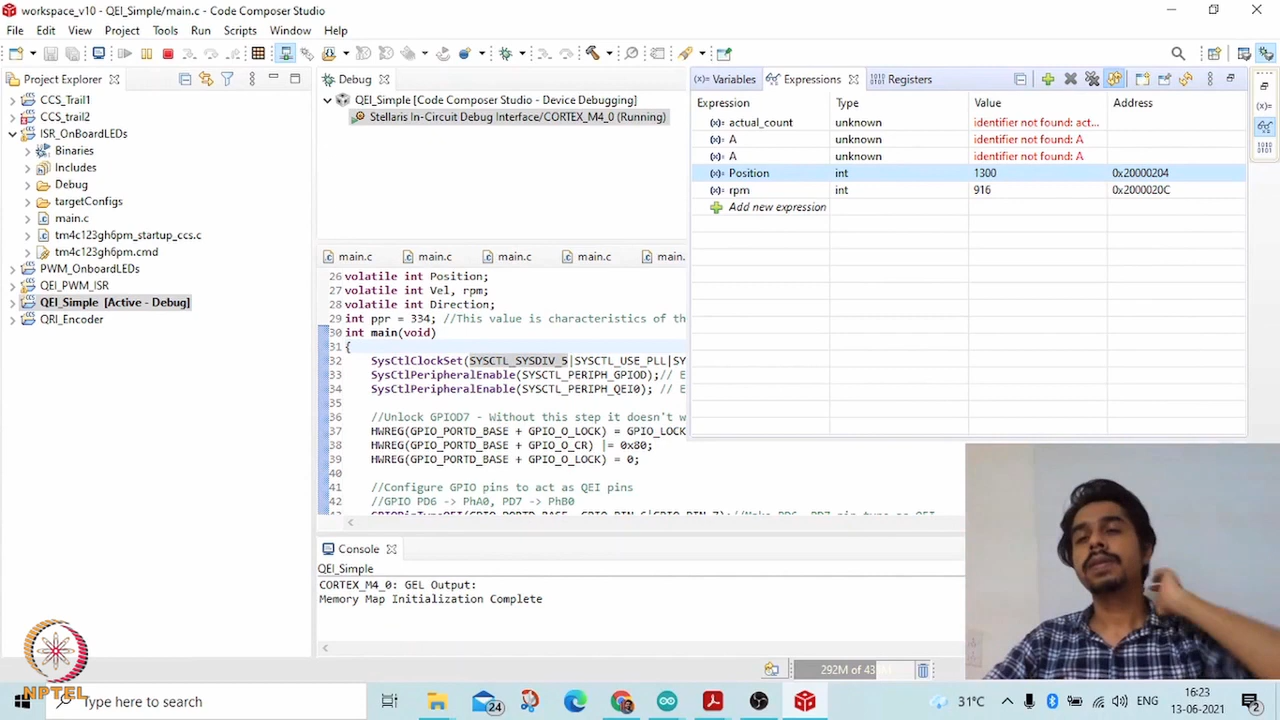 workspace_v10 - QEI_Simple/main.c - Code Composer Studio
File Edit View Project Tools Run Scripts Window Help
Project Explorer
CCS_Trail1
CCS_trail2
ISR_OnBoardLEDs
Binaries
Includes
Debug
targetConfigs
main.c
tm4c123gh6pm_startup_ccs.c
tm4c123gh6pm.cmd
PWM_OnboardLEDs
QEI_PWM_ISR
QEI_Simple [Active - Debug]
QRI_Encoder
Debug
QEI_Simple [Code Composer Studio - Device Debugging]
Stellaris In-Circuit Debug Interface/CORTEX_M4_0 (Running)
(x)= Variables Expressions Registers
Expression Type Value Address
(x)= actual_count unknown identifier not found: act...
(x)= A unknown identifier not found: A
(x)= A unknown identifier not found: A
(x)= Position int 1300 0x20000204
(x)= rpm int 916 0x2000020C
Add new expression
main.c main.c main.c main.c main.
26 volatile int Position;
27 volatile int Vel, rpm;
28 volatile int Direction;
29 int ppr = 334; //This value is characteristics of th
30 int main(void)
31 {
32 SysCtlClockSet(SYSCTL_SYSDIV_5|SYSCTL_USE_PLL|SY
33 SysCtlPeripheralEnable(SYSCTL_PERIPH_GPIOD);// E
34 SysCtlPeripheralEnable(SYSCTL_PERIPH_QEI0); // E
35
36 //Unlock GPIOD7 - Without this step it doesn't w
37 HWREG(GPIO_PORTD_BASE + GPIO_O_LOCK) = GPIO_LOCK
38 HWREG(GPIO_PORTD_BASE + GPIO_O_CR) |= 0x80;
39 HWREG(GPIO_PORTD_BASE + GPIO_O_LOCK) = 0;
40
41 //Configure GPIO pins to act as QEI pins
42 //GPIO PD6 -> PhA0, PD7 -> PhB0
Console
QEI_Simple
CORTEX_M4_0: GEL Output:
Memory Map Initialization Complete
292M of 43
NPTEL
Type here to search
24
31°C
ENG
16:23
13-06-2021
2